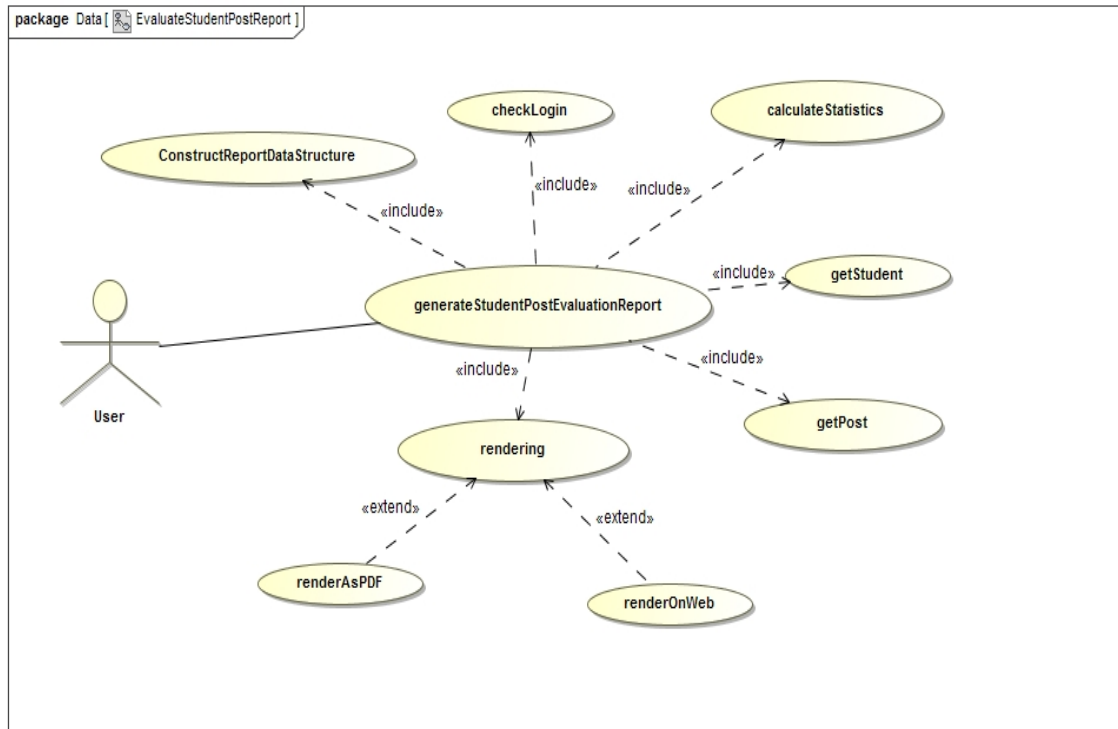 package Data [ EvaluateStudentPostReport ]
checkLogin
calculateStatistics
ConstructReportDataStructure
«include»
«include»
«include»
getStudent
«include»
generateStudentPostEvaluationReport
«include»
«include»
User
getPost
rendering
«extend»
«extend»
renderAsPDF
renderOnWeb